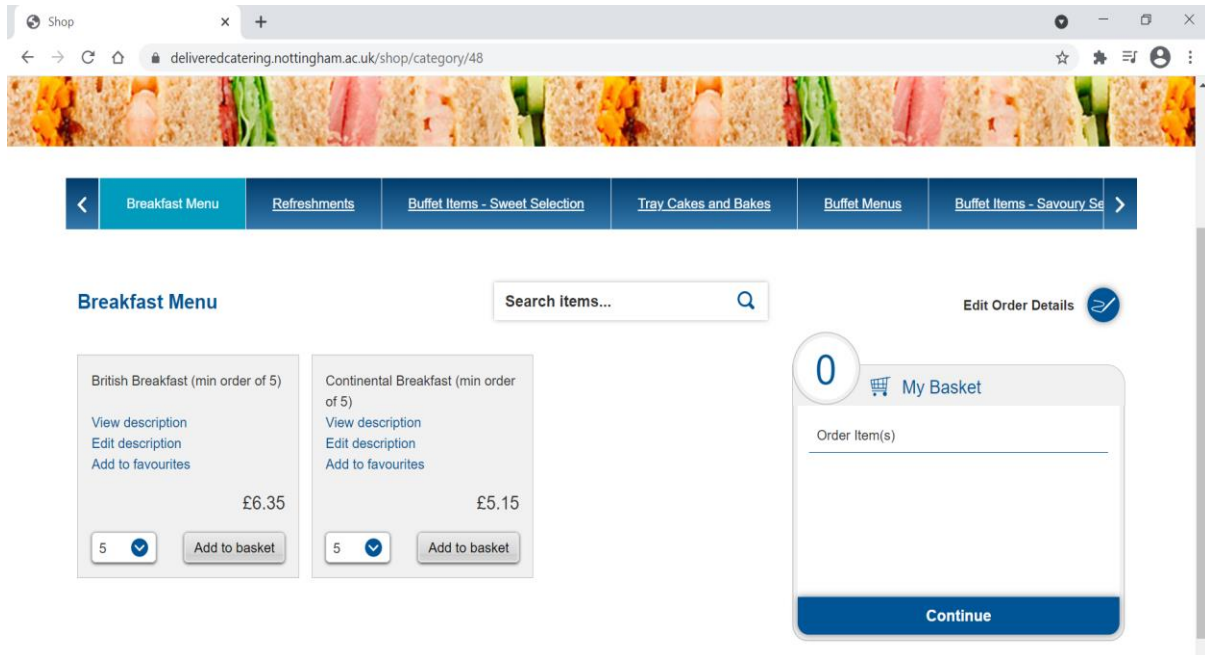 Shop
deliveredcatering.nottingham.ac.uk/shop/category/48
Breakfast Menu
Refreshments
Buffet Items - Sweet Selection
Tray Cakes and Bakes
Buffet Menus
Buffet Items - Savoury Se
Breakfast Menu
Search items...
Edit Order Details
British Breakfast (min order of 5)
View description
Edit description
Add to favourites
£6.35
5
Add to basket
Continental Breakfast (min order
of 5)
View description
Edit description
Add to favourites
£5.15
5
Add to basket
0
My Basket
Order Item(s)
Continue